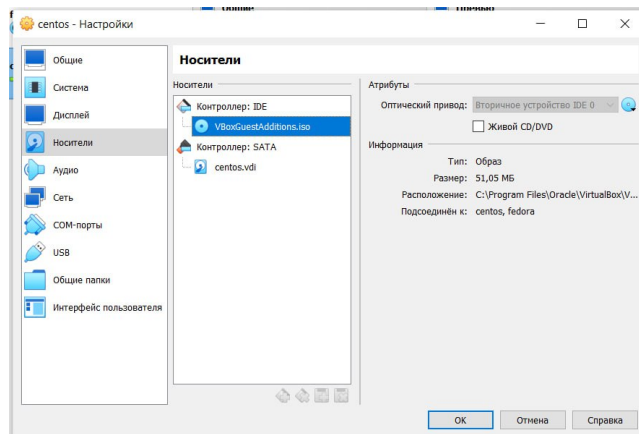 centos - Настройки
Общие
Система
Дисплей
Носители
Аудио
Сеть
COM-порты
USB
Общие папки
Интерфейс пользователя
Носители
Носители
Контроллер: IDE
VBoxGuestAdditions.iso
Контроллер: SATA
centos.vdi
Атрибуты
Оптический привод: Вторичное устройство IDE 0
Живой CD/DVD
Информация
Тип: Образ
Размер: 51,05 МБ
Расположение: C:\Program Files\Oracle\VirtualBox\V...
Подсоединён к: centos, fedora
OK
Отмена
Справка